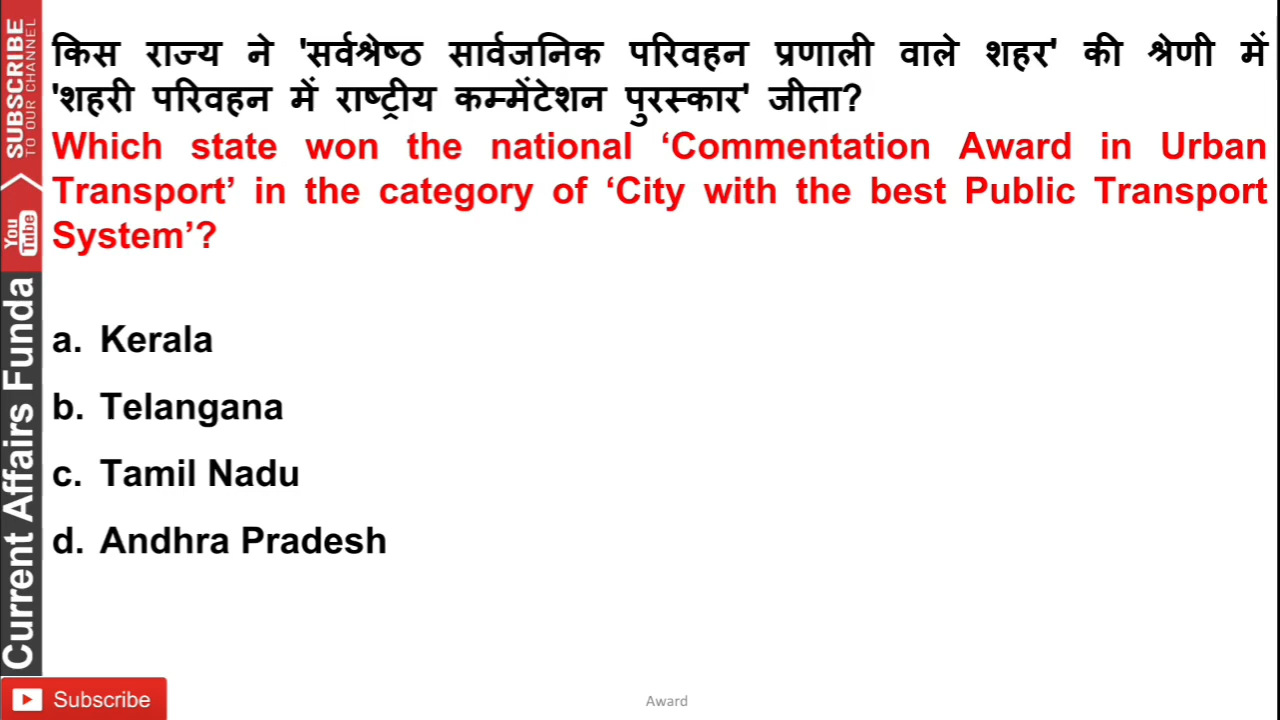 किस राज्य ने 'सर्वश्रेष्ठ सार्वजनिक परिवहन प्रणाली वाले शहर' की श्रेणी में
'शहरी परिवहन में राष्ट्रीय कम्मेंटेशन पुरस्कार' जीता?
Which state won the national ‘Commentation Award in Urban
Transport’ in the category of ‘City with the best Public Transport
System’?
a. Kerala
b. Telangana
c. Tamil Nadu
d. Andhra Pradesh
SUBSCRIBE
TO OUR CHANNEL
You
Tube
Current Affairs Funda
Subscribe
Award